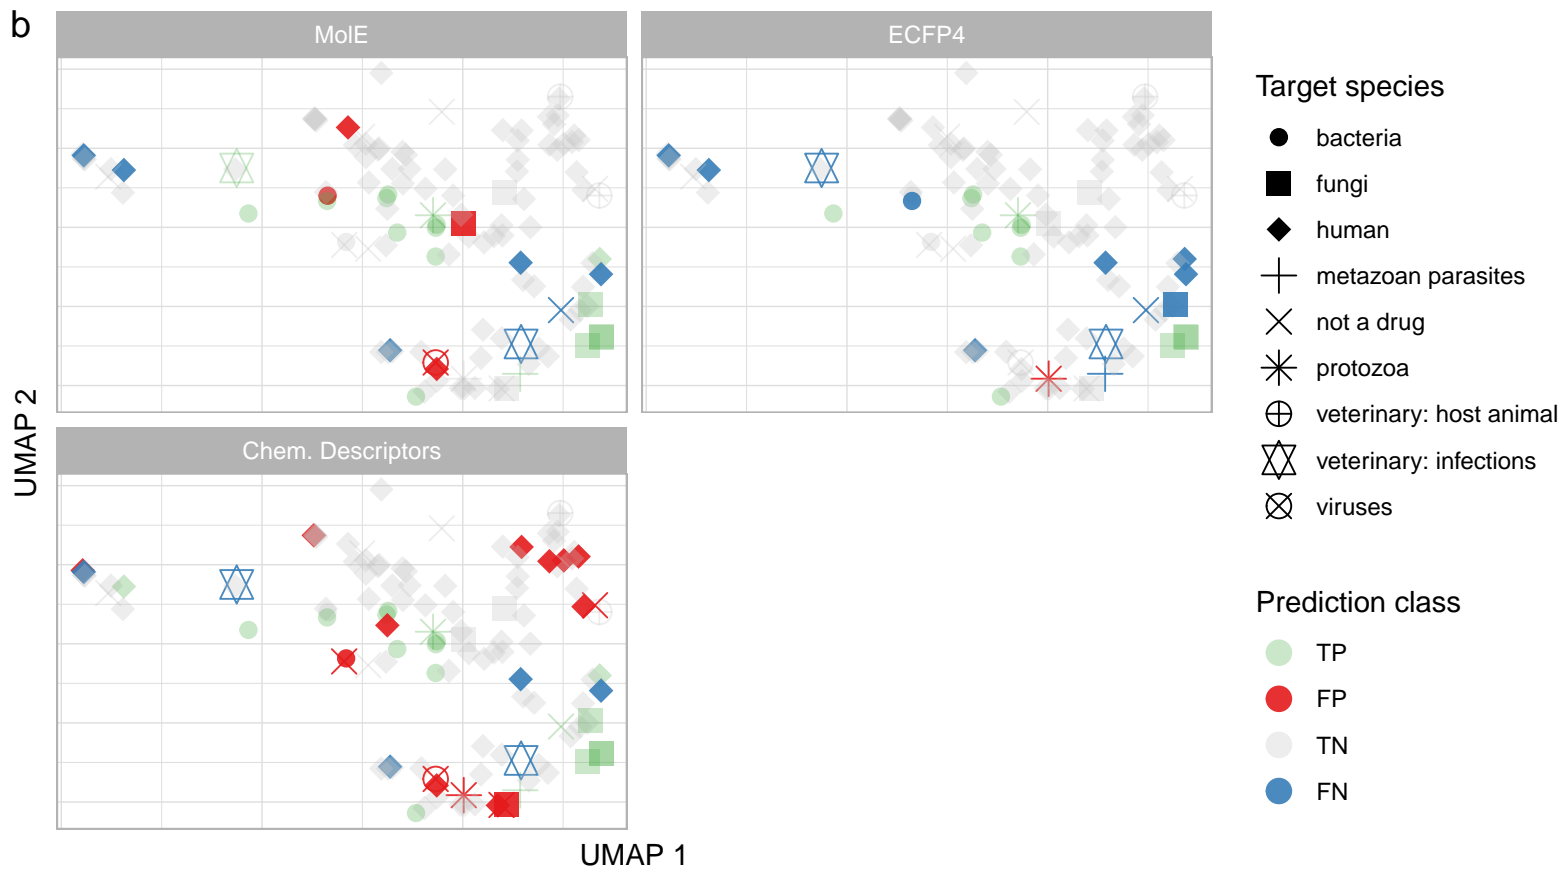 b
MolE
ECFP4
Chem. Descriptors
UMAP 2
UMAP 1
Target species
bacteria
fungi
human
metazoan parasites
not a drug
protozoa
veterinary: host animal
veterinary: infections
viruses
Prediction class
TP
FP
TN
FN